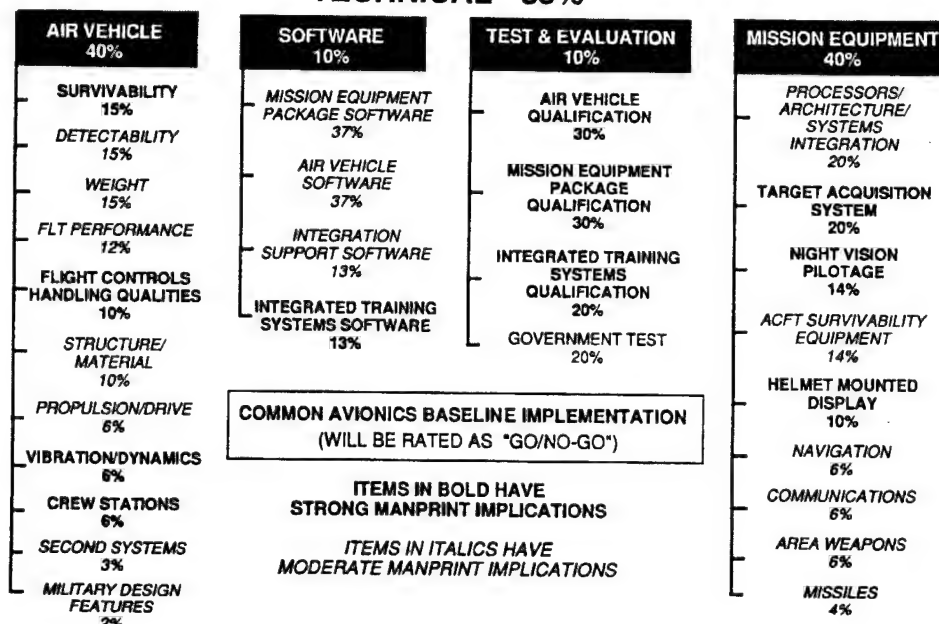 TECHNICAL
AIR VEHICLE
40%
SURVIVABILITY
15%
DETECTABILITY
15%
WEIGHT
15%
FLT PERFORMANCE
12%
FLIGHT CONTROLS
HANDLING QUALITIES
10%
STRUCTURE/
MATERIAL
10%
PROPULSION/DRIVE
6%
VIBRATION/DYNAMICS
6%
CREW STATIONS
6%
SECOND SYSTEMS
3%
MILITARY DESIGN
FEATURES
2%
SOFTWARE
10%
MISSION EQUIPMENT
PACKAGE SOFTWARE
37%
AIR VEHICLE
SOFTWARE
37%
INTEGRATION
SUPPORT SOFTWARE
13%
INTEGRATED TRAINING
SYSTEMS SOFTWARE
13%
TEST & EVALUATION
10%
AIR VEHICLE
QUALIFICATION
30%
MISSION EQUIPMENT
PACKAGE
QUALIFICATION
30%
INTEGRATED TRAINING
SYSTEMS
QUALIFICATION
20%
GOVERNMENT TEST
20%
MISSION EQUIPMENT
40%
PROCESSORS/
ARCHITECTURE/
SYSTEMS
INTEGRATION
20%
TARGET ACQUISITION
SYSTEM
20%
NIGHT VISION
PILOTAGE
14%
ACFT SURVIVABILITY
EQUIPMENT
14%
HELMET MOUNTED
DISPLAY
10%
NAVIGATION
6%
COMMUNICATIONS
6%
AREA WEAPONS
6%
MISSILES
4%
COMMON AVIONICS BASELINE IMPLEMENTATION
(WILL BE RATED AS "GO/NO-GO")
ITEMS IN BOLD HAVE
STRONG MANPRINT IMPLICATIONS
ITEMS IN ITALICS HAVE
MODERATE MANPRINT IMPLICATIONS